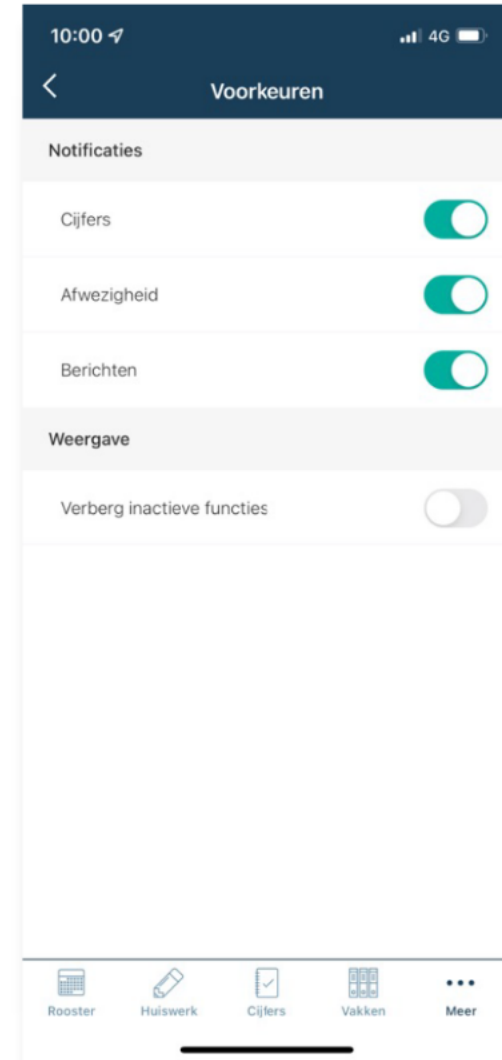 10:00 4G
Voorkeuren
Notificaties
Cijfers
Afwezigheid
Berichten
Weergave
Verberg inactieve functies
Rooster Huiswerk Cijfers Vakken Meer